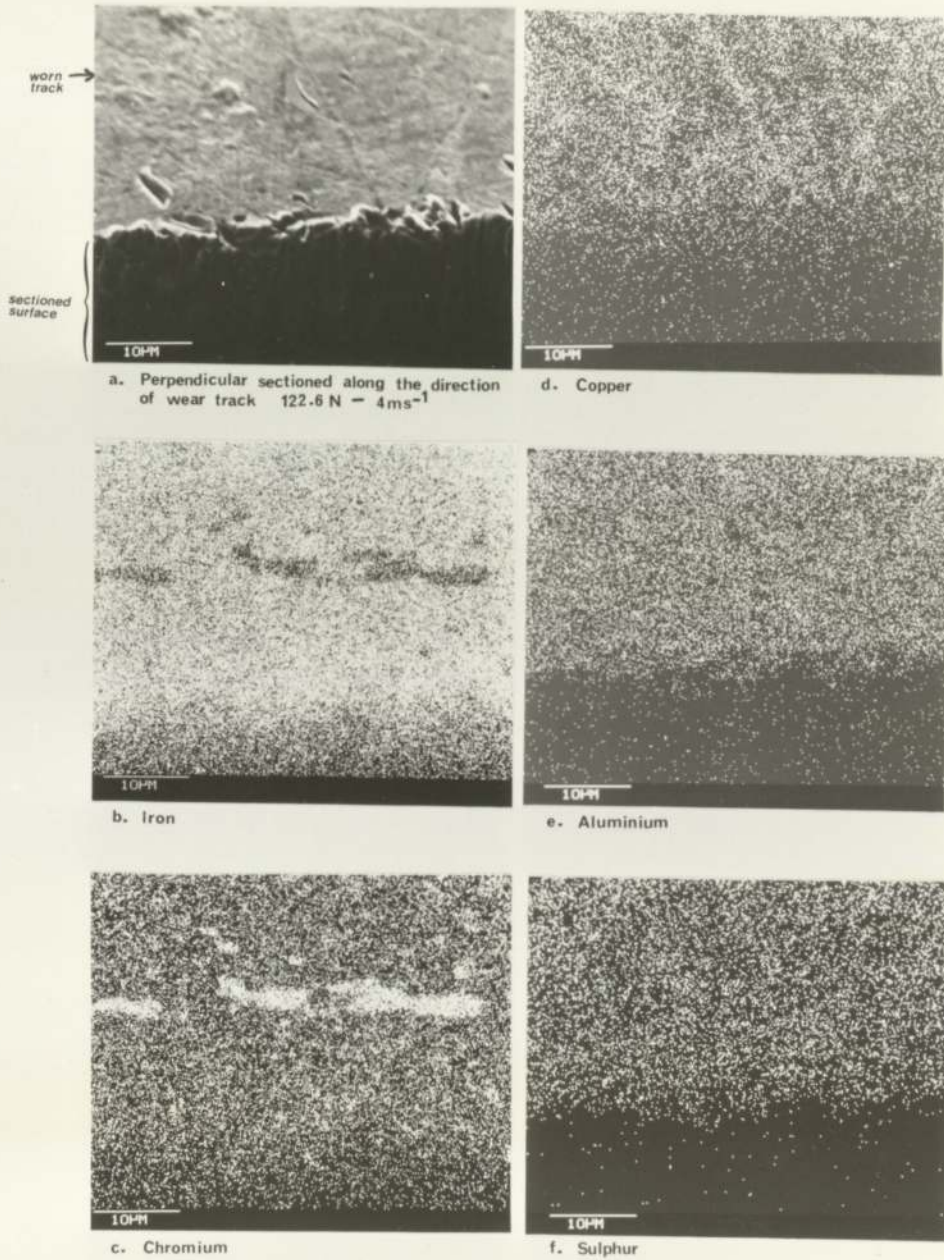 worn
track
sectioned
surface
10µM
a. Perpendicular sectioned along the direction
of wear track 122.6 N - 4ms⁻¹
10µM
d. Copper
10µM
b. Iron
10µM
e. Aluminium
10µM
c. Chromium
10µM
f. Sulphur